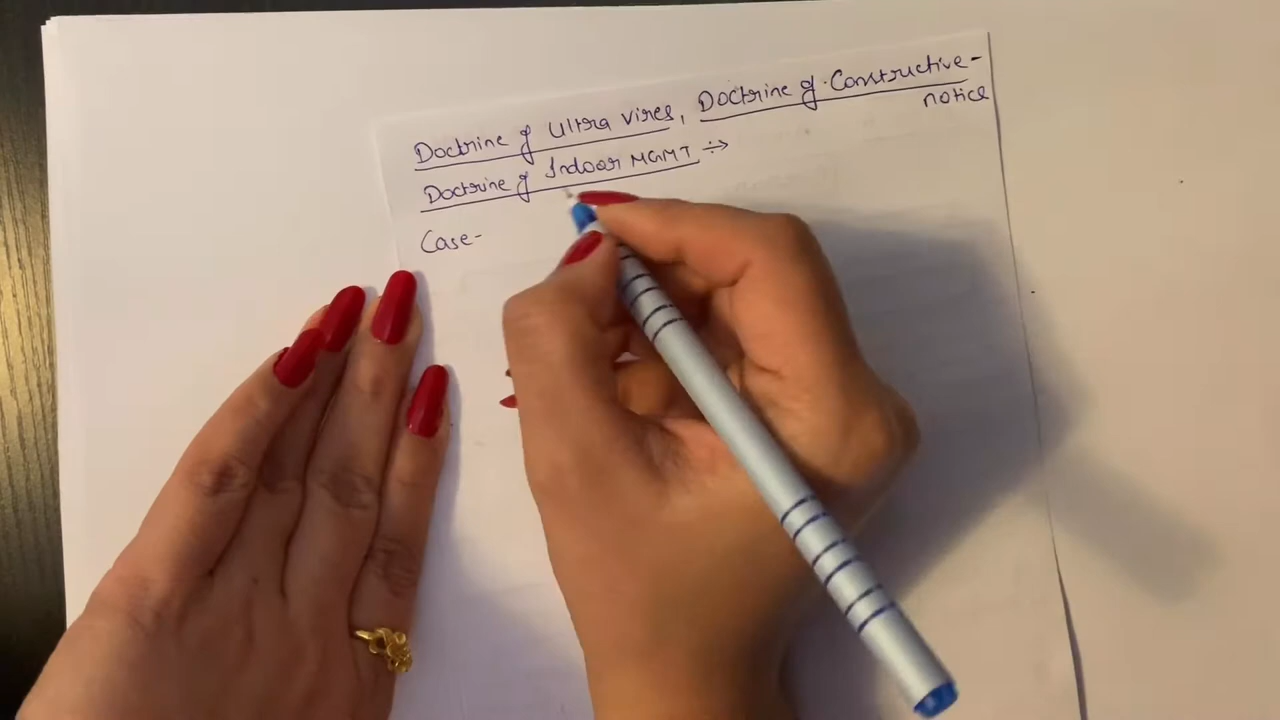 Doctrine of Ultra Vires, Doctrine of Constructive-
notice
Doctrine of Indoor MGMT ÷>
Case-